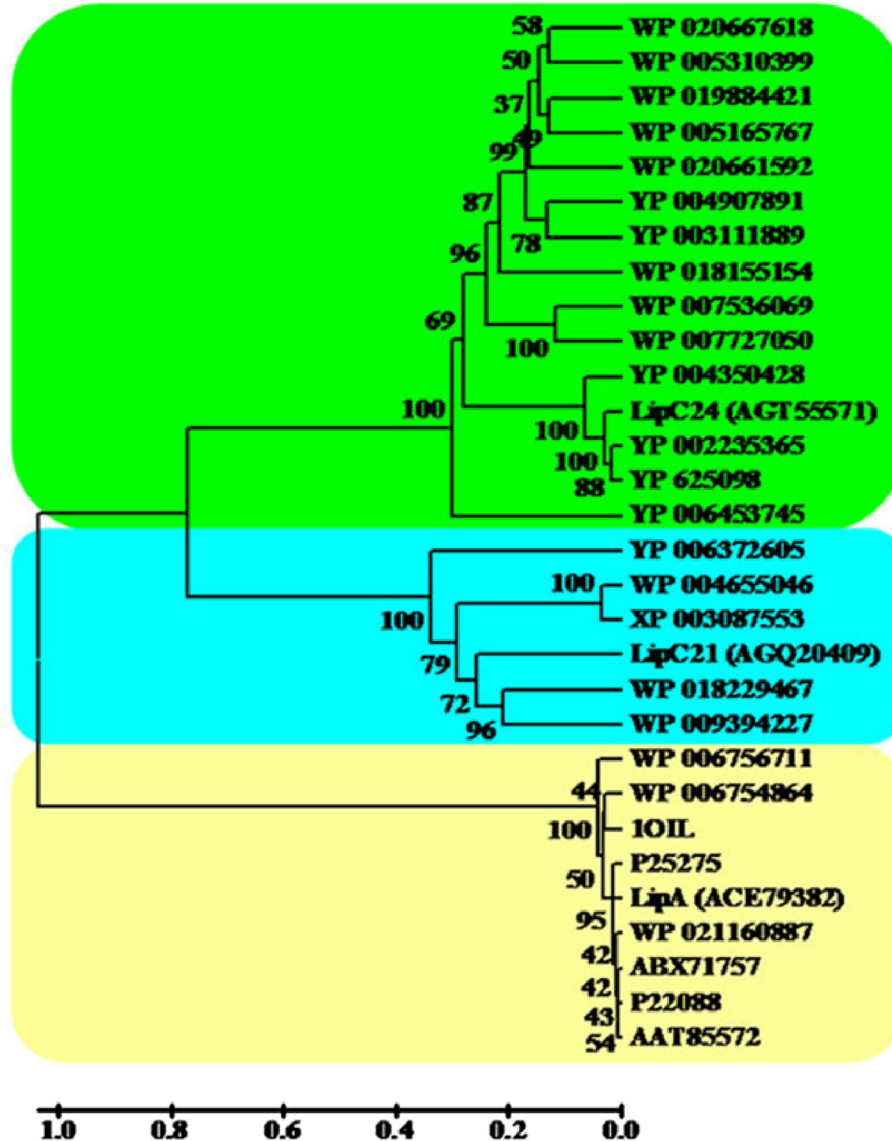 58
WP 020667618
50
WP 005310399
37
WP 019884421
49
WP 005165767
99
WP 020661592
87
YP 004907891
78
YP 003111889
96
WP 018155154
69
WP 007536069
100
WP 007727050
100
YP 004350428
100
LipC24 (AGT55571)
100
YP 002235365
88
YP 625098
YP 006453745
YP 006372605
100
WP 004655046
100
XP 003087553
79
LipC21 (AGQ20409)
72
WP 018229467
96
WP 009394227
WP 006756711
44
WP 006754864
100
1OIL
50
P25275
95
LipA (ACE79382)
42
WP 021160887
42
ABX71757
43
P22088
54
AAT85572
1.0 0.8 0.6 0.4 0.2 0.0